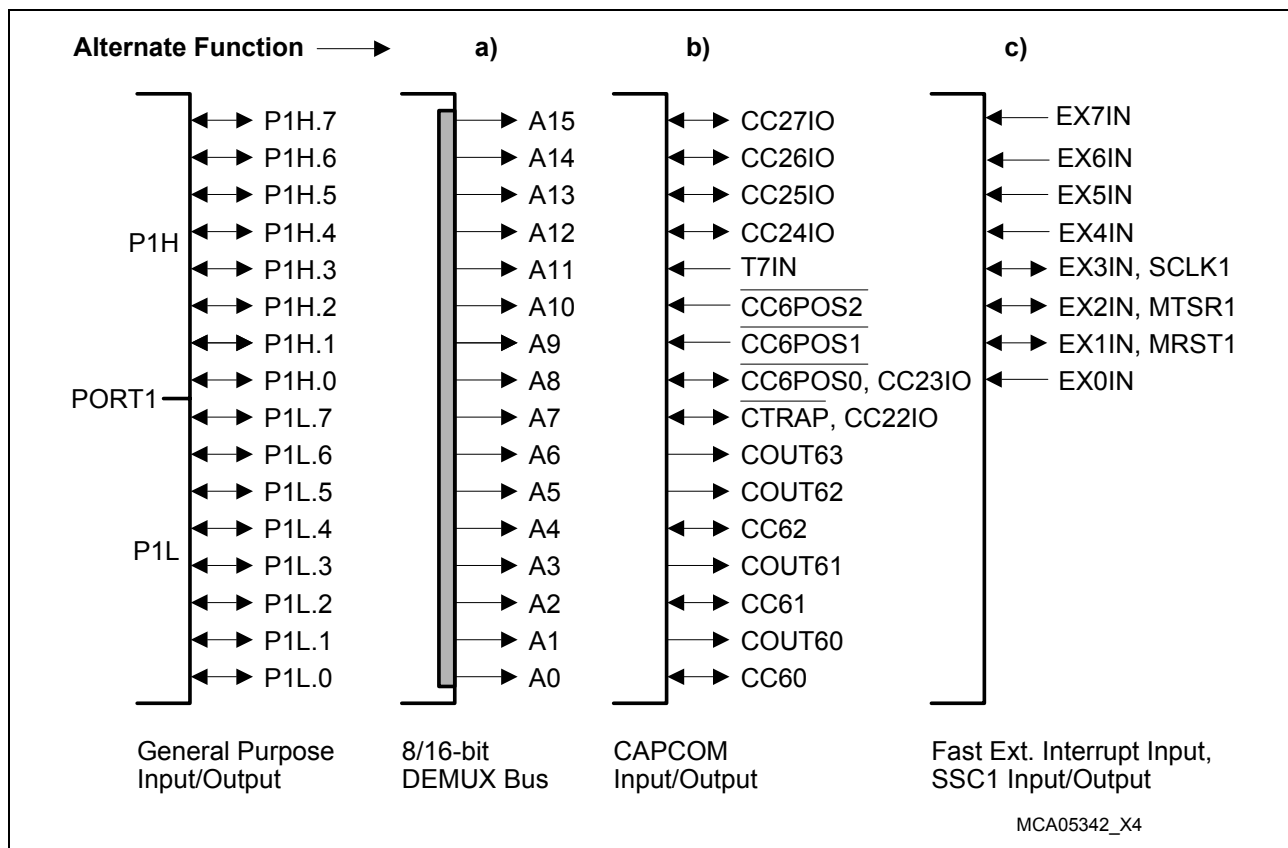 Alternate Function a) b) c)
P1H.7 A15 CC27IO EX7IN
P1H.6 A14 CC26IO EX6IN
P1H.5 A13 CC25IO EX5IN
P1H P1H.4 A12 CC24IO EX4IN
P1H.3 A11 T7IN EX3IN, SCLK1
P1H.2 A10 CC6POS2 EX2IN, MTSR1
P1H.1 A9 CC6POS1 EX1IN, MRST1
P1H.0 A8 CC6POS0, CC23IO EX0IN
PORT1
P1L.7 A7 CTRAP, CC22IO
P1L.6 A6 COUT63
P1L.5 A5 COUT62
P1L P1L.4 A4 CC62
P1L.3 A3 COUT61
P1L.2 A2 CC61
P1L.1 A1 COUT60
P1L.0 A0 CC60
General Purpose 8/16-bit CAPCOM Fast Ext. Interrupt Input,
Input/Output DEMUX Bus Input/Output SSC1 Input/Output
MCA05342_X4